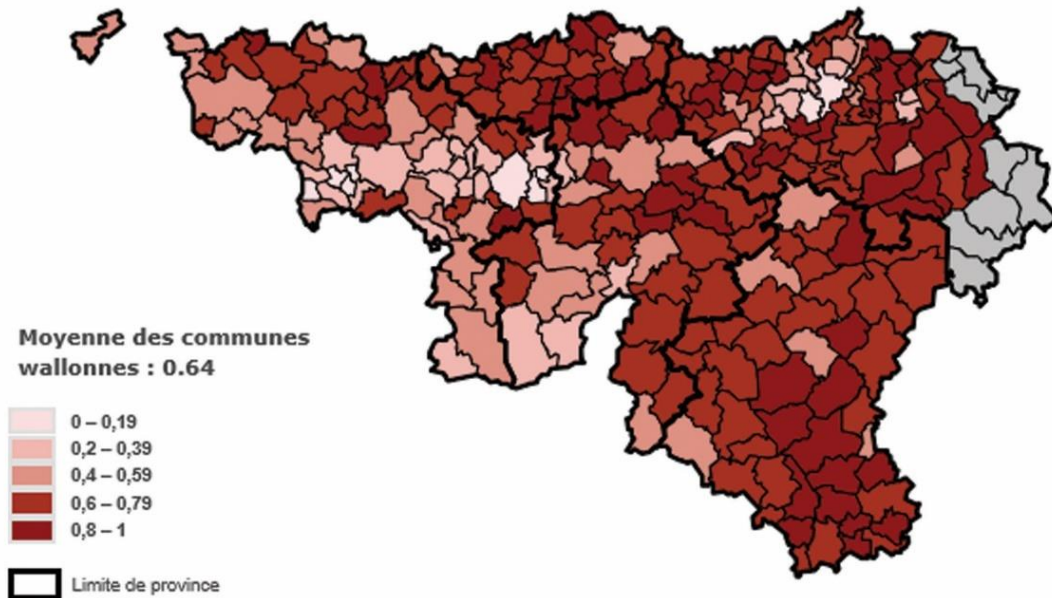 Moyenne des communes
wallonnes : 0.64
0 – 0,19
0,2 – 0,39
0,4 – 0,59
0,6 – 0,79
0,8 – 1
Limite de province